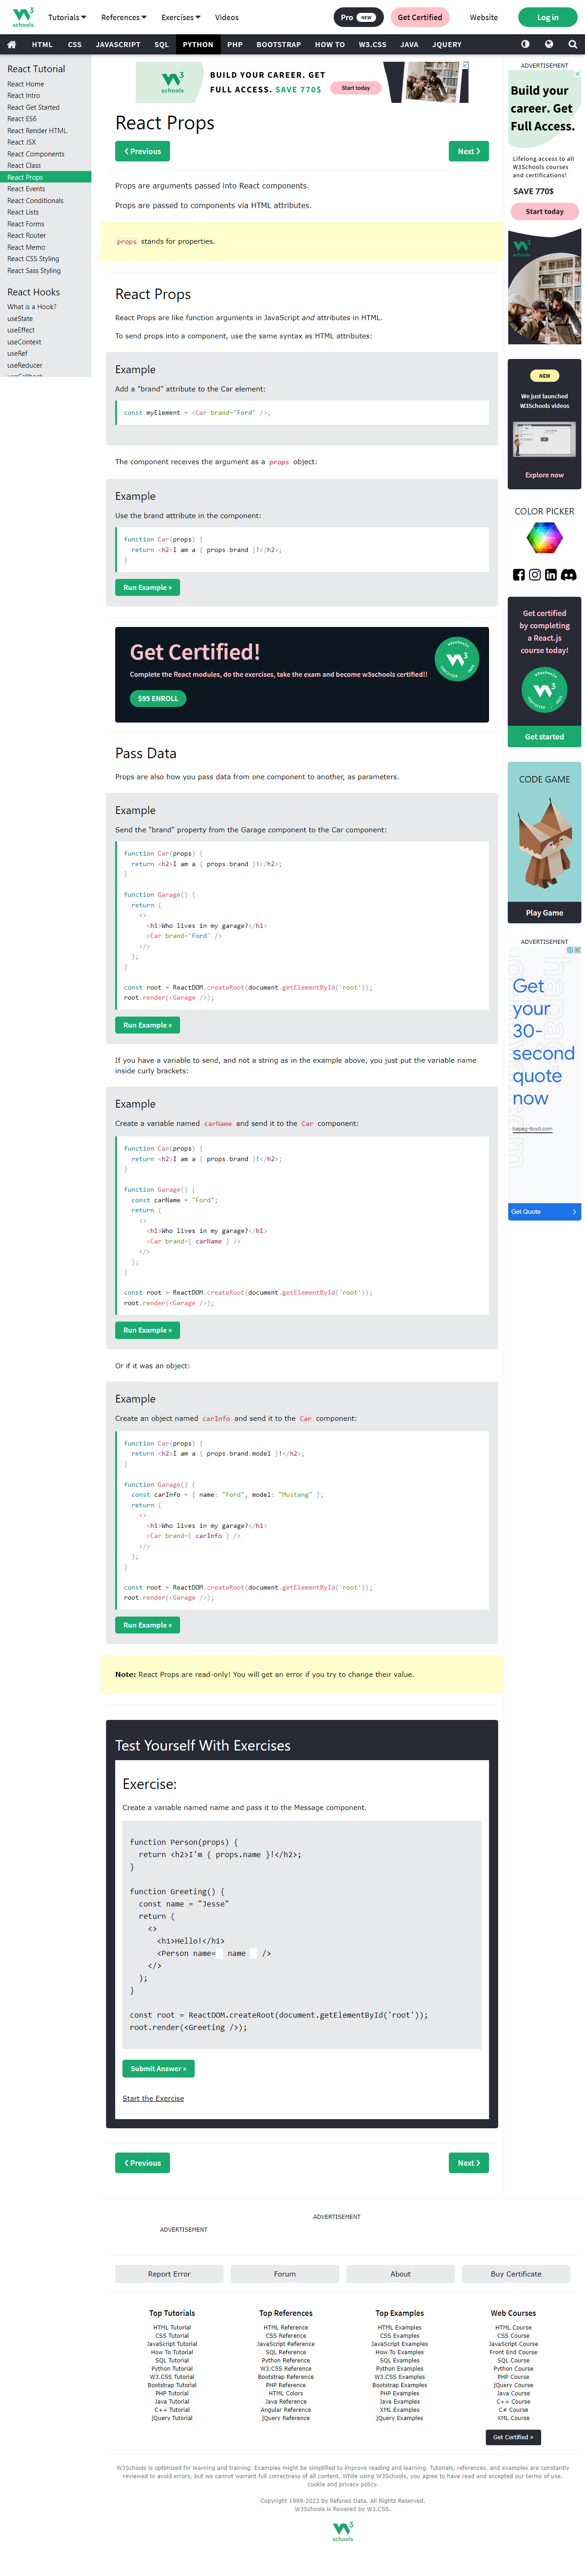 W3 schools
Tutorials References Exercises Videos Pro NEW Get Certified Website Log in
HTML CSS JAVASCRIPT SQL PYTHON PHP BOOTSTRAP HOW TO W3.CSS JAVA JQUERY
React Tutorial
React Home
React Intro
React Get Started
React ES6
React Render HTML
React JSX
React Components
React Class
React Props
React Events
React Conditionals
React Lists
React Forms
React Router
React Memo
React CSS Styling
React Sass Styling
React Hooks
What is a Hook?
useState
useEffect
useContext
useRef
useReducer
useCallback
W3 schools
BUILD YOUR CAREER. GET
FULL ACCESS. SAVE 770$
Start today
React Props
❮ Previous Next ❯
Props are arguments passed into React components.
Props are passed to components via HTML attributes.
props stands for properties.
React Props
React Props are like function arguments in JavaScript and attributes in HTML.
To send props into a component, use the same syntax as HTML attributes:
Example
Add a "brand" attribute to the Car element:
const myElement = <Car brand="Ford" />;
The component receives the argument as a props object:
Example
Use the brand attribute in the component:
function Car(props) {
return <h2>I am a { props.brand }!</h2>;
}
Run Example »
Get Certified!
Complete the React modules, do the exercises, take the exam and become w3schools certified!!
$95 ENROLL
Pass Data
Props are also how you pass data from one component to another, as parameters.
Example
Send the "brand" property from the Garage component to the Car component:
function Car(props) {
return <h2>I am a { props.brand }!</h2>;
}
function Garage() {
return (
<>
<h1>Who lives in my garage?</h1>
<Car brand="Ford" />
</>
);
}
const root = ReactDOM.createRoot(document.getElementById('root'));
root.render(<Garage />);
Run Example »
If you have a variable to send, and not a string as in the example above, you just put the variable name
inside curly brackets:
Example
Create a variable named carName and send it to the Car component:
function Car(props) {
return <h2>I am a { props.brand }!</h2>;
}
function Garage() {
const carName = "Ford";
return (
<>
<h1>Who lives in my garage?</h1>
<Car brand={ carName } />
</>
);
}
const root = ReactDOM.createRoot(document.getElementById('root'));
root.render(<Garage />);
Run Example »
Or if it was an object:
Example
Create an object named carInfo and send it to the Car component:
function Car(props) {
return <h2>I am a { props.brand.model }!</h2>;
}
function Garage() {
const carInfo = { name: "Ford", model: "Mustang" };
return (
<>
<h1>Who lives in my garage?</h1>
<Car brand={ carInfo } />
</>
);
}
const root = ReactDOM.createRoot(document.getElementById('root'));
root.render(<Garage />);
Run Example »
Note: React Props are read-only! You will get an error if you try to change their value.
Test Yourself With Exercises
Exercise:
Create a variable named name and pass it to the Message component.
function Person(props) {
return <h2>I'm { props.name }!</h2>;
}
function Greeting() {
const name = "Jesse"
return (
<>
<h1>Hello!</h1>
<Person name= name />
</>
);
}
const root = ReactDOM.createRoot(document.getElementById('root'));
root.render(<Greeting />);
Submit Answer »
Start the Exercise
❮ Previous Next ❯
ADVERTISEMENT
Build your
career. Get
Full Access.
Lifelong access to all
W3Schools courses
and certifications!
SAVE 770$
Start today
W3 schools
NEW
We just launched
W3Schools videos
Explore now
COLOR PICKER
Get certified
by completing
a React.js
course today!
Get started
CODE GAME
Play Game
ADVERTISEMENT
Get
your
30-
second
quote
now
hapag-lloyd.com
Get Quote
ADVERTISEMENT
ADVERTISEMENT
Report Error Forum About Buy Certificate
Top Tutorials
HTML Tutorial
CSS Tutorial
JavaScript Tutorial
How To Tutorial
SQL Tutorial
Python Tutorial
W3.CSS Tutorial
Bootstrap Tutorial
PHP Tutorial
Java Tutorial
C++ Tutorial
jQuery Tutorial
Top References
HTML Reference
CSS Reference
JavaScript Reference
SQL Reference
Python Reference
W3.CSS Reference
Bootstrap Reference
PHP Reference
HTML Colors
Java Reference
Angular Reference
jQuery Reference
Top Examples
HTML Examples
CSS Examples
JavaScript Examples
How To Examples
SQL Examples
Python Examples
W3.CSS Examples
Bootstrap Examples
PHP Examples
Java Examples
XML Examples
jQuery Examples
Web Courses
HTML Course
CSS Course
JavaScript Course
Front End Course
SQL Course
Python Course
PHP Course
jQuery Course
Java Course
C++ Course
C# Course
XML Course
Get Certified »
W3Schools is optimized for learning and training. Examples might be simplified to improve reading and learning. Tutorials, references, and examples are constantly
reviewed to avoid errors, but we cannot warrant full correctness of all content. While using W3Schools, you agree to have read and accepted our terms of use,
cookie and privacy policy.
Copyright 1999-2022 by Refsnes Data. All Rights Reserved.
W3Schools is Powered by W3.CSS.
W3 schools